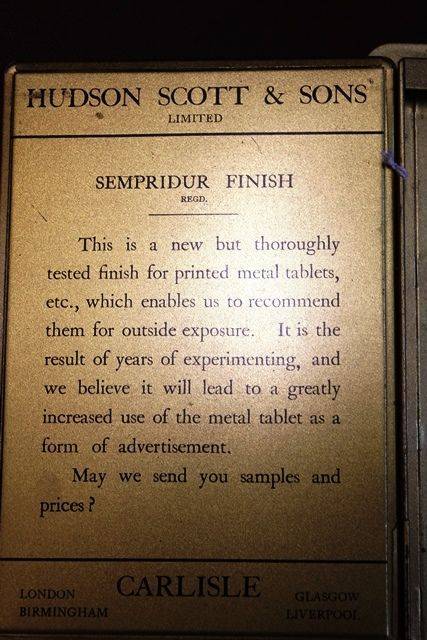 HUDSON SCOTT & SONS
LIMITED
SEMPRIDUR FINISH
REGD.
This is a new but thoroughly
tested finish for printed metal tablets,
etc., which enables us to recommend
them for outside exposure. It is the
result of years of experimenting, and
we believe it will lead to a greatly
increased use of the metal tablet as a
form of advertisement.
May we send you samples and
prices?
LONDON
BIRMINGHAM
CARLISLE
GLASGOW
LIVERPOOL